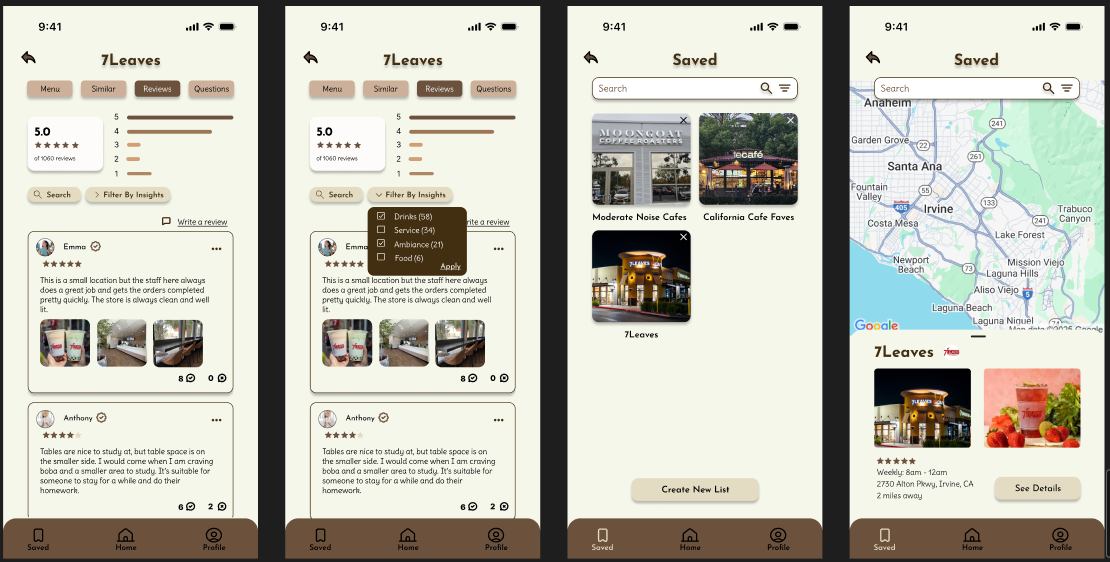 9:41
7Leaves
Menu
Similar
Reviews
Questions
5.0
of 1060 reviews
5
4
3
2
1
Search
Filter By Insights
Write a review
Emma
This is a small location but the staff here always
does a great job and gets the orders completed
pretty quickly. The store is always clean and well
lit.
8
0
Anthony
Tables are nice to study at, but table space is on
the smaller side. I would come when I am craving
boba and a smaller area to study. It's suitable for
someone to stay for a while and do their
homework.
6
2
Saved
Home
Profile
9:41
7Leaves
Menu
Similar
Reviews
Questions
5.0
of 1060 reviews
5
4
3
2
1
Search
Filter By Insights
Drinks (58)
Service (34)
Ambiance (21)
Food (6)
Apply
te a review
Emma
This is a small location but the staff here always
does a great job and gets the orders completed
pretty quickly. The store is always clean and well
lit.
8
0
Anthony
Tables are nice to study at, but table space is on
the smaller side. I would come when I am craving
boba and a smaller area to study. It's suitable for
someone to stay for a while and do their
homework.
6
2
Saved
Home
Profile
9:41
Saved
Search
MOONGOAT
COFFEE ROASTERS
Moderate Noise Cafes
California Cafe Faves
7Leaves
Create New List
Saved
Home
Profile
9:41
Saved
Search
Anaheim
241
Garden Grove
22
261
Santa Ana
Fountain
Valley
405
Irvine
Costa Mesa
Trabuco
Canyon
Lake Forest
Newport
Beach
73
Mission Viejo
Laguna Hills
Aliso Viejo
5
241
Laguna Beach
Laguna Niguel
Google
Map data ©2025 Google
7Leaves
Weekly: 8am - 12am
2730 Alton Pkwy, Irvine, CA
2 miles away
See Details
Saved
Home
Profile